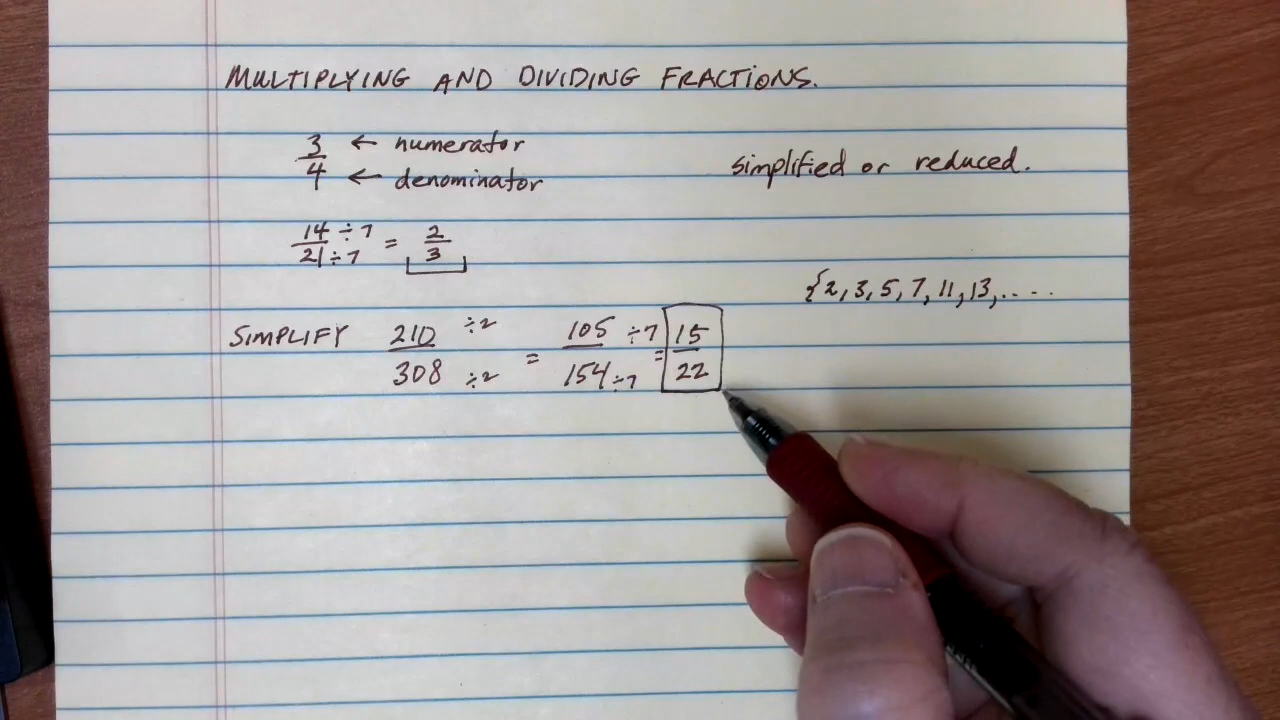 MULTIPLYING AND DIVIDING FRACTIONS.
3 ← numerator
4 ← denominator
simplified or reduced.
14 ÷ 7 = 2
21 ÷ 7 3
{2, 3, 5, 7, 11, 13, .....
SIMPLIFY 210 ÷2 = 105 ÷7 = 15
308 ÷2 154 ÷7 22